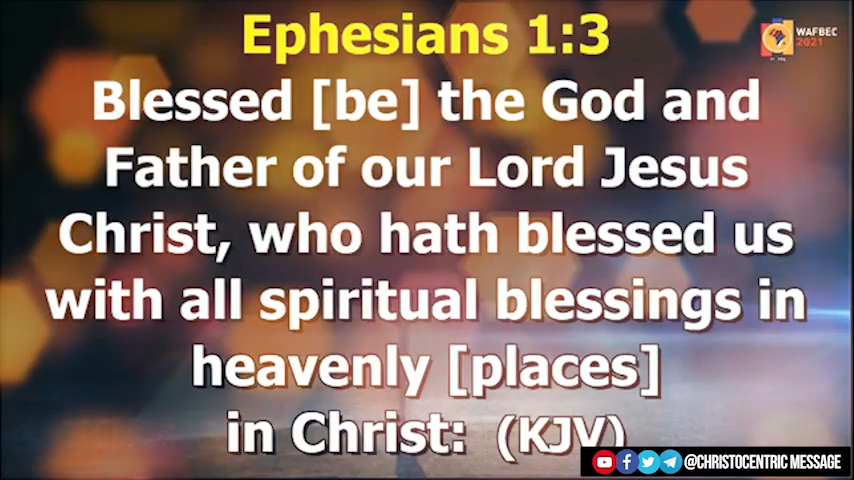 Ephesians 1:3
WAFBEC
2021
Blessed [be] the God and
Father of our Lord Jesus
Christ, who hath blessed us
with all spiritual blessings in
heavenly [places]
in Christ: (KJV)
@CHRISTOCENTRIC MESSAGE